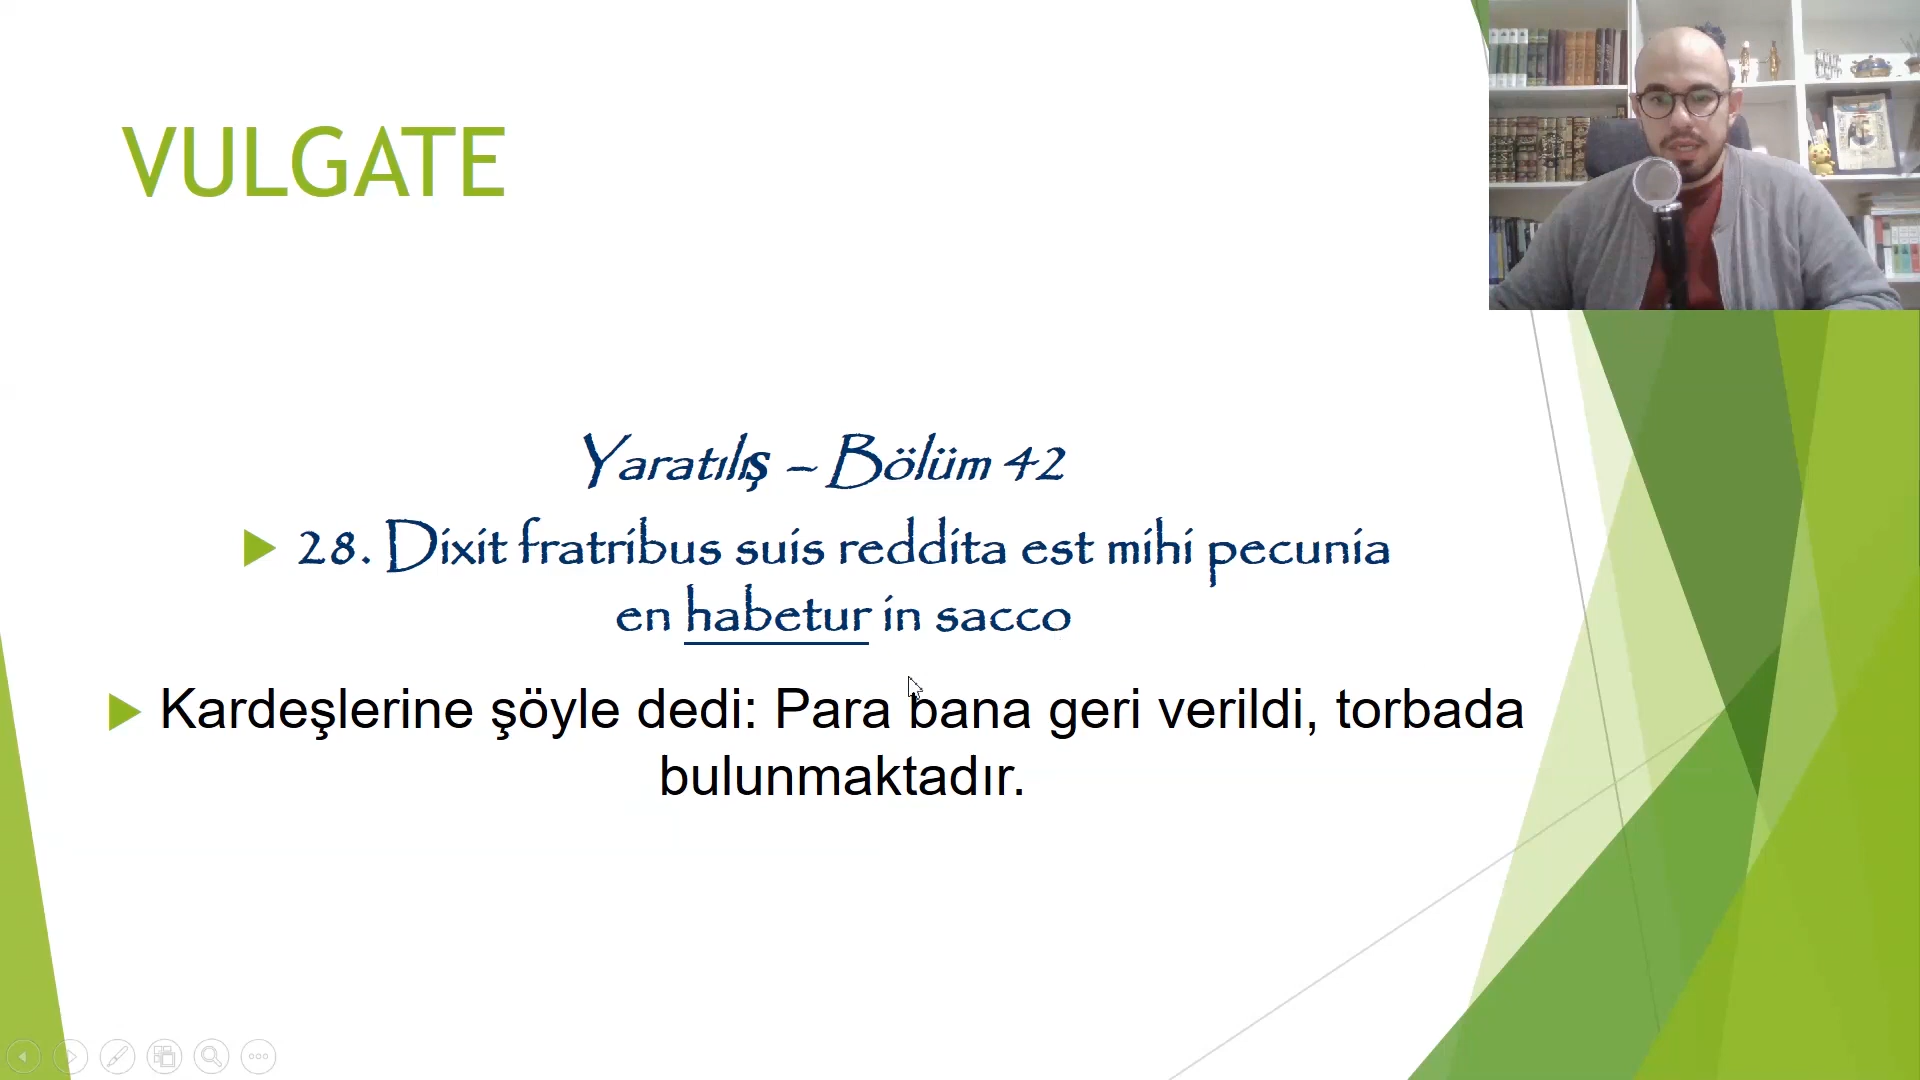 VULGATE
Yaratılış – Bölüm 42
28. Dixit fratribus suis reddita est mihi pecunia
en habetur in sacco
Kardeşlerine şöyle dedi: Para bana geri verildi, torbada
bulunmaktadır.